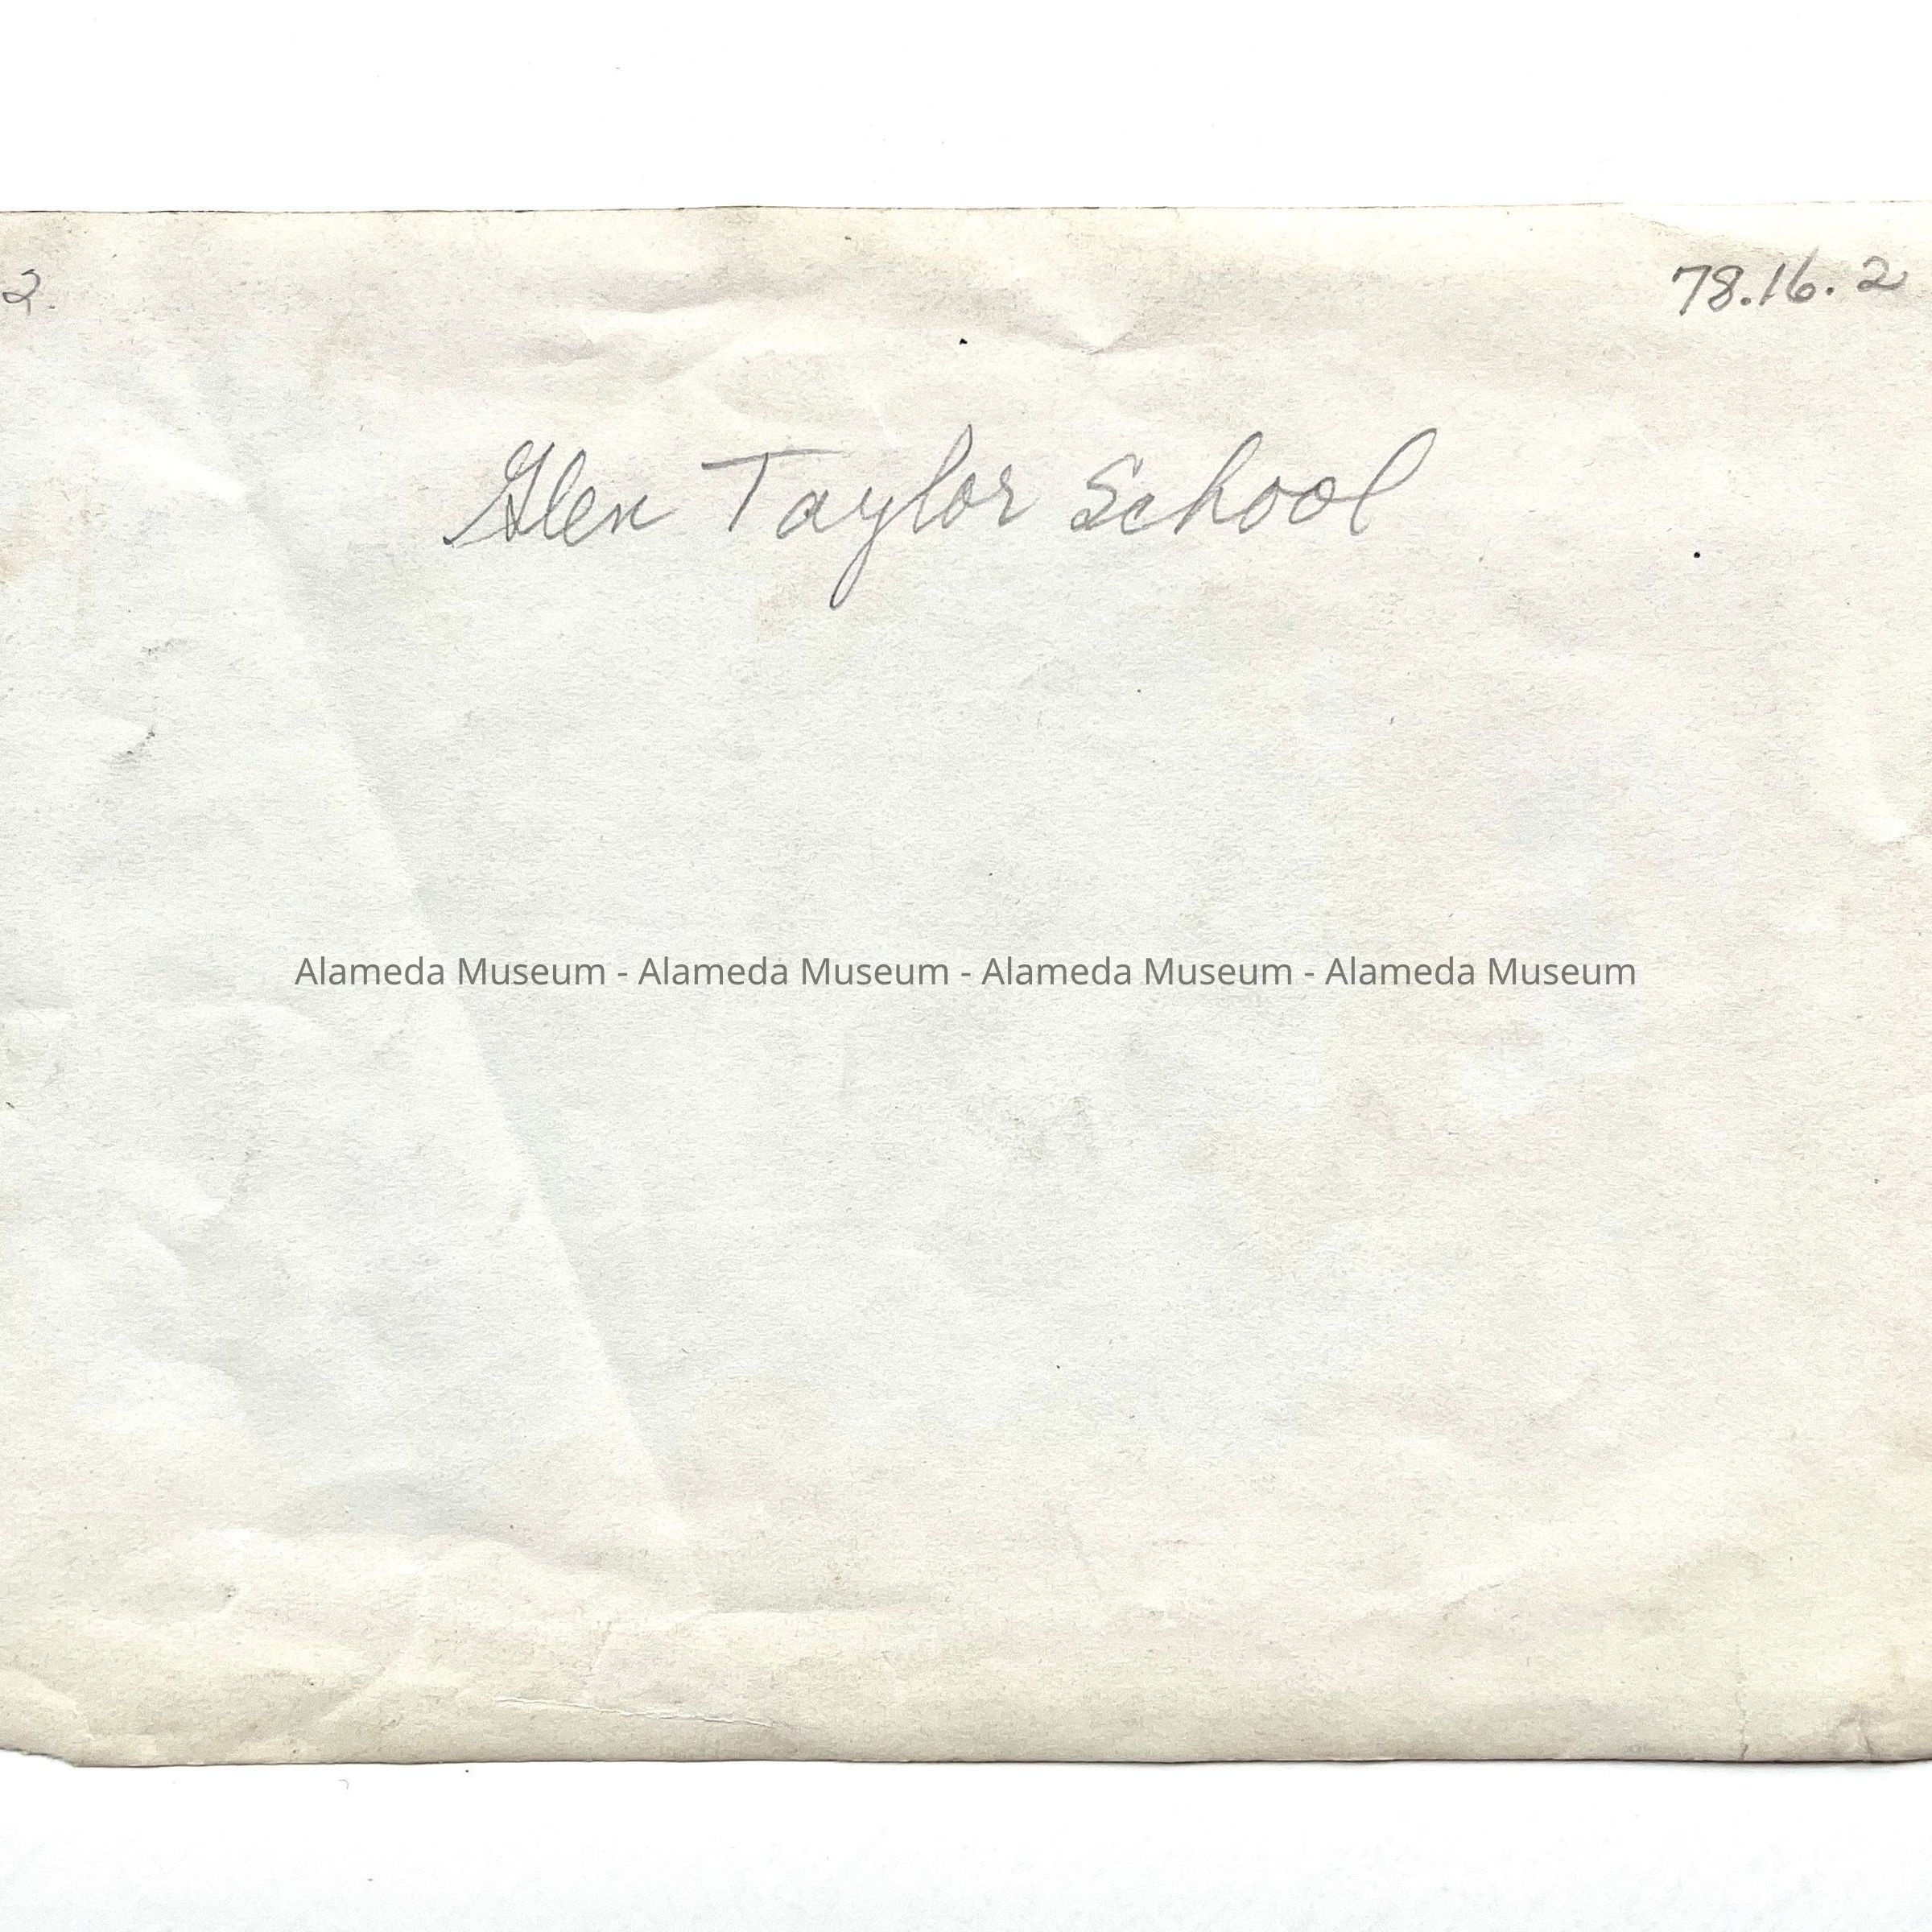 2. 78.16.2
Glen Taylor School
Alameda Museum - Alameda Museum - Alameda Museum - Alameda Museum